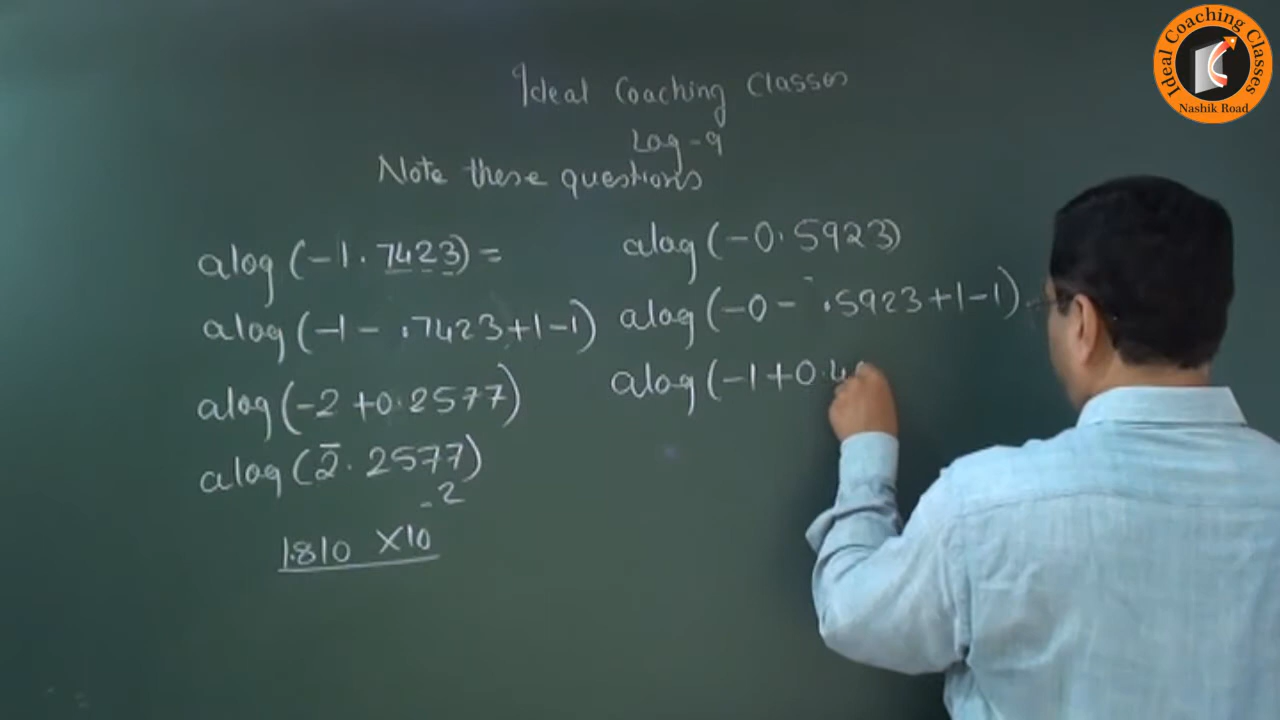 Ideal Coaching Classes
Nashik Road
Ideal Coaching Classes
Log-9
Note these questions
alog(-1.7423)=
alog(-1-.7423+1-1)
alog(-2+0.2577)
alog(2̄.2577)
1.810 ×10⁻²
alog(-0.5923)
alog(-0-.5923+1-1)
alog(-1+0.4